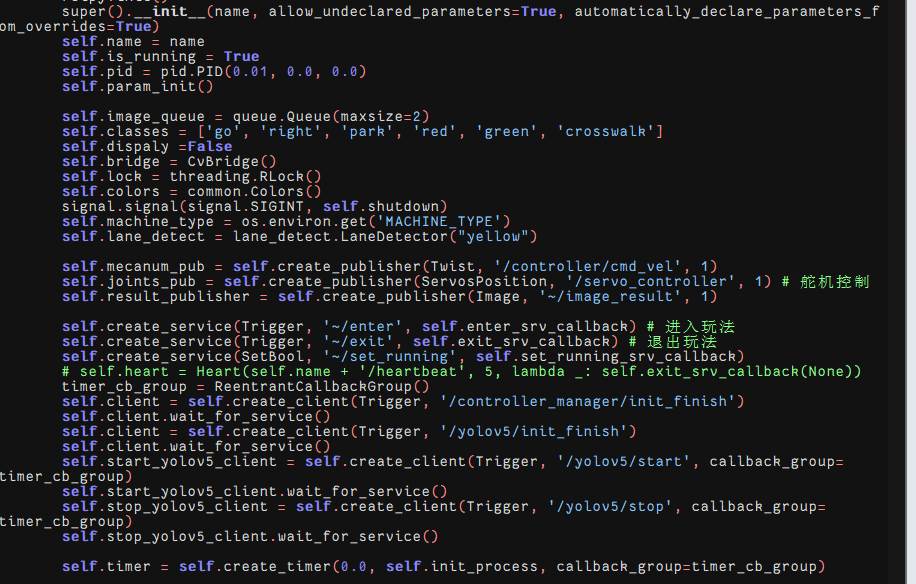 super().__init__(name, allow_undeclared_parameters=True, automatically_declare_parameters_f
om_overrides=True)
self.name = name
self.is_running = True
self.pid = pid.PID(0.01, 0.0, 0.0)
self.param_init()
self.image_queue = queue.Queue(maxsize=2)
self.classes = ['go', 'right', 'park', 'red', 'green', 'crosswalk']
self.dispaly =False
self.bridge = CvBridge()
self.lock = threading.RLock()
self.colors = common.Colors()
signal.signal(signal.SIGINT, self.shutdown)
self.machine_type = os.environ.get('MACHINE_TYPE')
self.lane_detect = lane_detect.LaneDetector("yellow")
self.mecanum_pub = self.create_publisher(Twist, '/controller/cmd_vel', 1)
self.joints_pub = self.create_publisher(ServosPosition, '/servo_controller', 1) # 舵机控制
self.result_publisher = self.create_publisher(Image, '~/image_result', 1)
self.create_service(Trigger, '~/enter', self.enter_srv_callback) # 进入玩法
self.create_service(Trigger, '~/exit', self.exit_srv_callback) # 退出玩法
self.create_service(SetBool, '~/set_running', self.set_running_srv_callback)
# self.heart = Heart(self.name + '/heartbeat', 5, lambda _: self.exit_srv_callback(None))
timer_cb_group = ReentrantCallbackGroup()
self.client = self.create_client(Trigger, '/controller_manager/init_finish')
self.client.wait_for_service()
self.client = self.create_client(Trigger, '/yolov5/init_finish')
self.client.wait_for_service()
self.start_yolov5_client = self.create_client(Trigger, '/yolov5/start', callback_group=
timer_cb_group)
self.start_yolov5_client.wait_for_service()
self.stop_yolov5_client = self.create_client(Trigger, '/yolov5/stop', callback_group=
timer_cb_group)
self.stop_yolov5_client.wait_for_service()
self.timer = self.create_timer(0.0, self.init_process, callback_group=timer_cb_group)